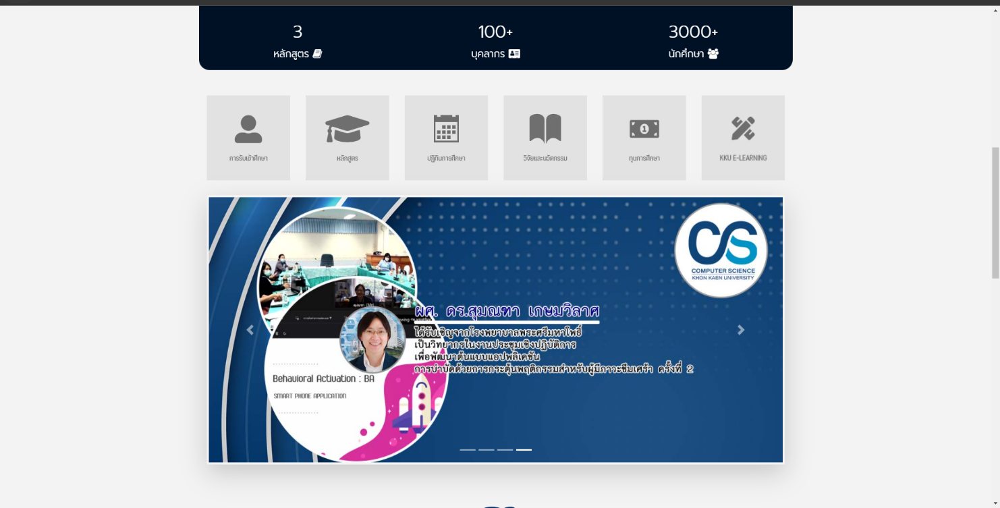 3
หลักสูตร
100+
บุคลากร
3000+
นักศึกษา
การรับเข้าศึกษา
หลักสูตร
ปฏิทินการศึกษา
วิจัยและนวัตกรรม
ทุนการศึกษา
KKU E-LEARNING
CS
COMPUTER SCIENCE
KHON KAEN UNIVERSITY
ผศ. ดร.สุมณฑา เกษมวิลาศ
ได้รับเชิญจากโรงพยาบาลพระศรีมหาโพธิ์
เป็นวิทยากรในงานประชุมเชิงปฏิบัติการ
เพื่อพัฒนาต้นแบบแอปพลิเคชัน
การบำบัดด้วยการกระตุ้นพฤติกรรมสำหรับผู้มีภาวะซึมเศร้า ครั้งที่ 2
Behavioral Activation : BA
SMART PHONE APPLICATION